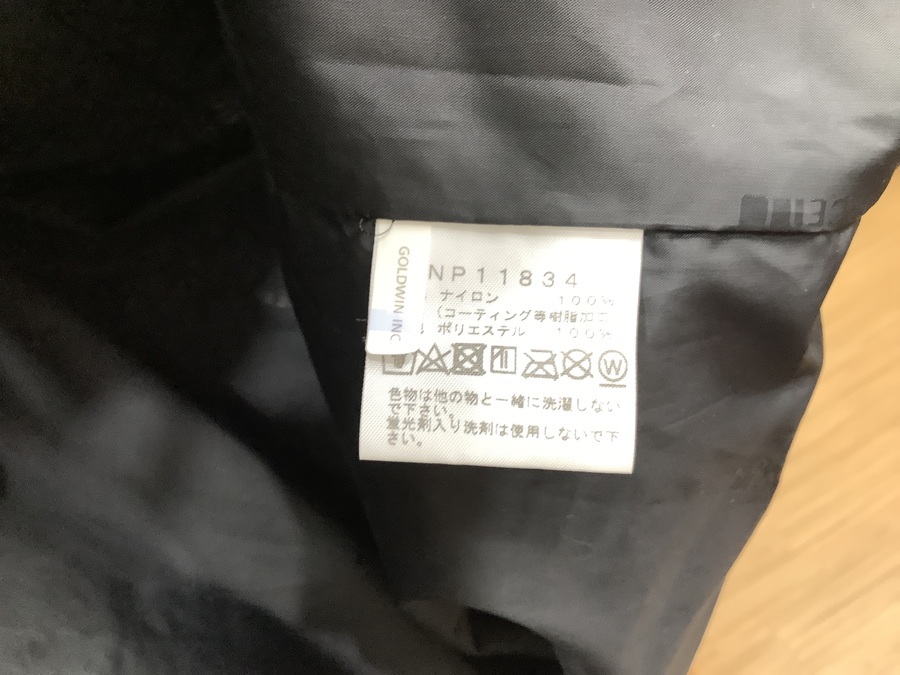 GOLDWIN INC
NP11834
ナイロン 100%
(コーティング等樹脂加工
ポリエステル 100%
W
色物は他の物と一緒に洗濯しない
で下さい。
蛍光剤入り洗剤は使用しないで下
さい。